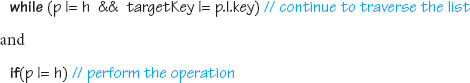 while (p != h && targetKey != p.l.key) // continue to traverse the list
and
if(p != h) // perform the operation